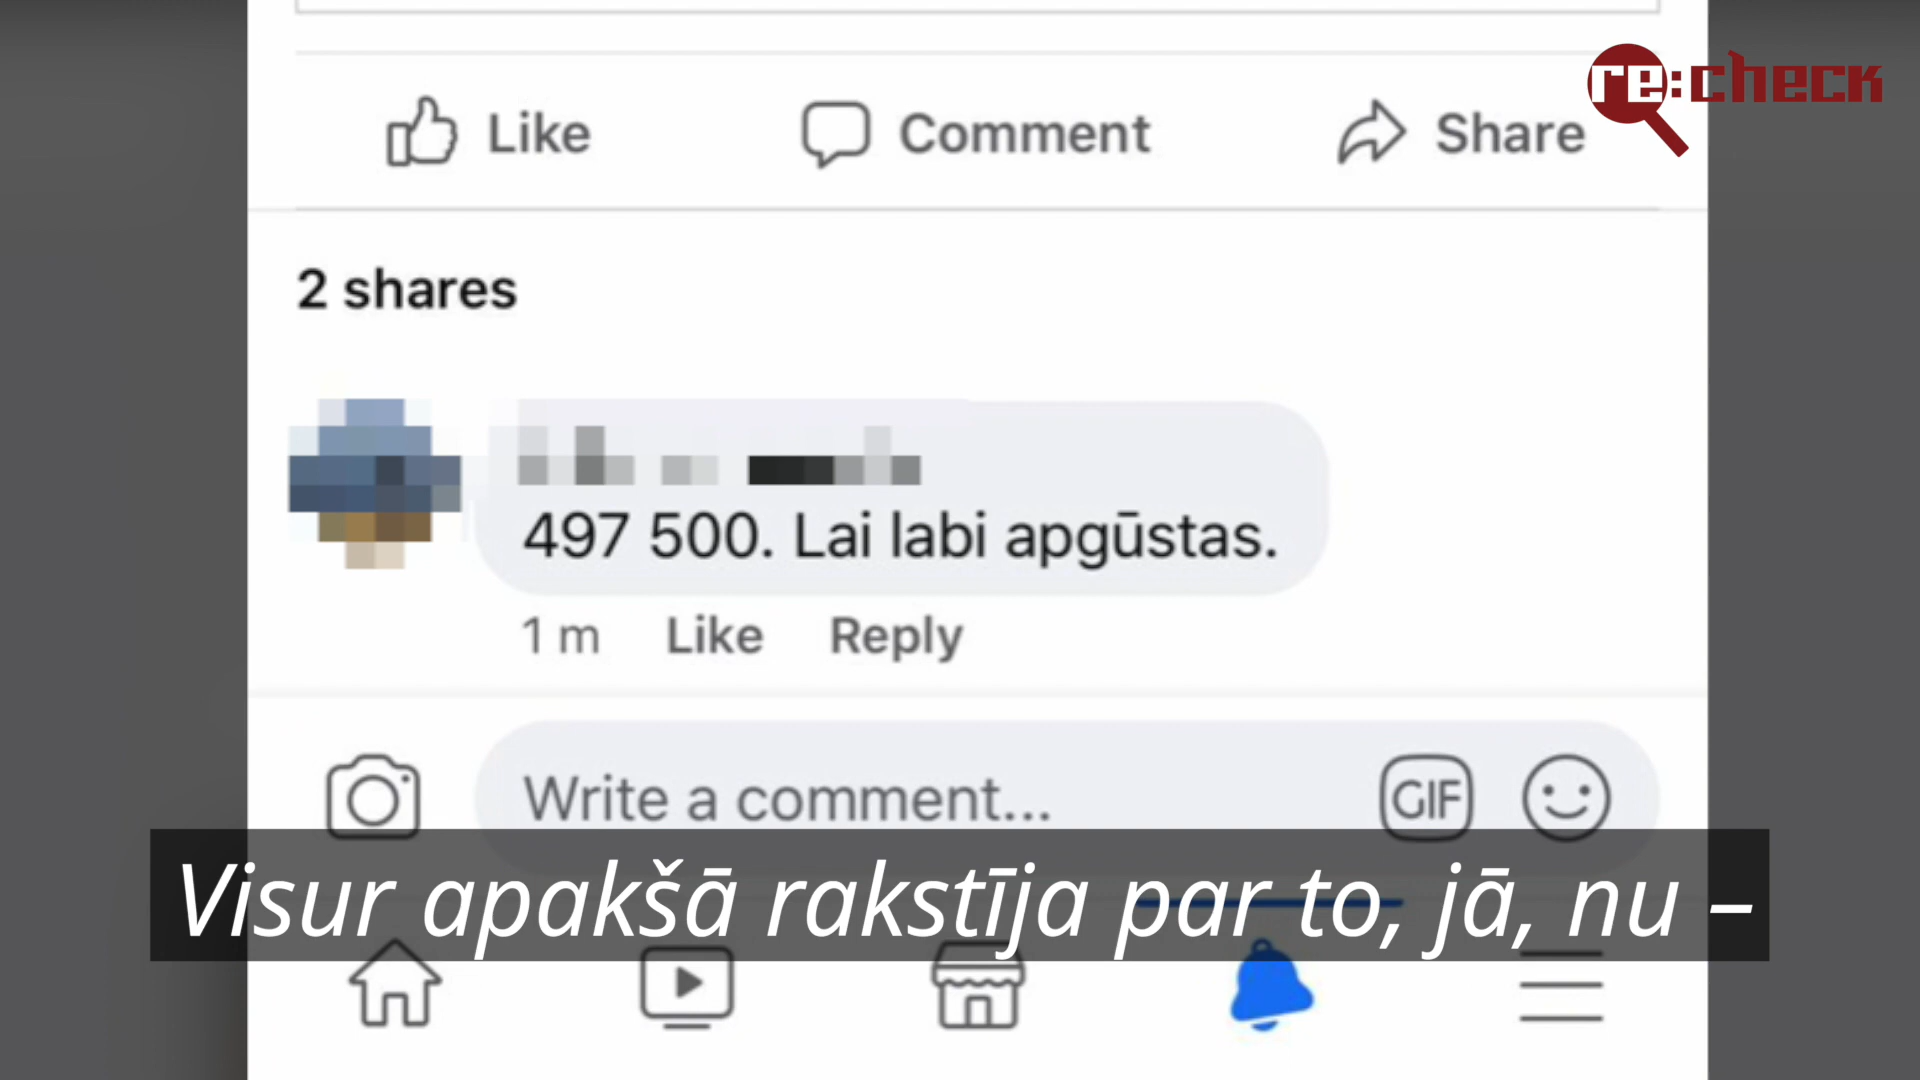 re:check
Like
Comment
Share
2 shares
497 500. Lai labi apgūstas.
1 m
Like
Reply
Write a comment...
GIF
Visur apakšā rakstīja par to, jā, nu –